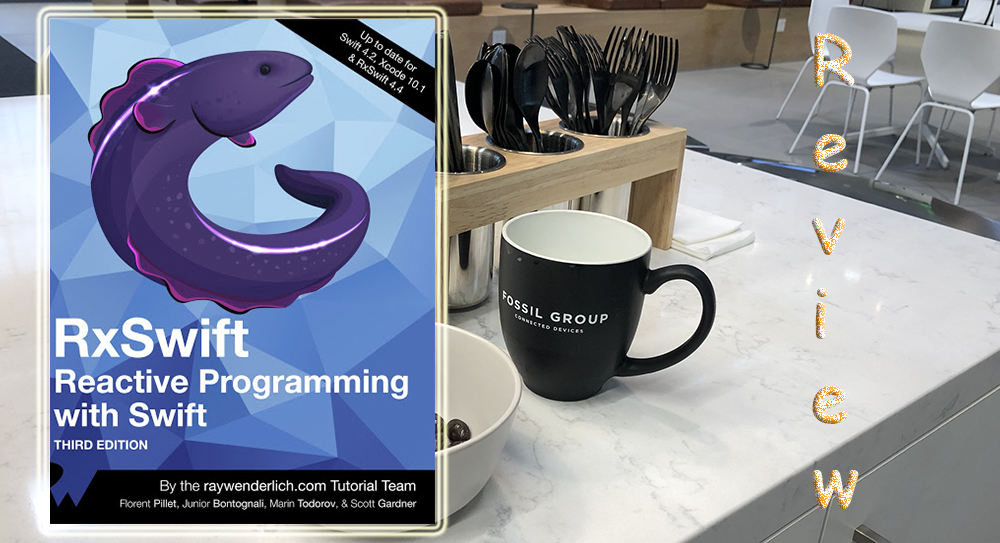 Up to date for
Swift 4.2, Xcode 10.1
& RxSwift 4.4
RxSwift
Reactive Programming
with Swift
THIRD EDITION
By the raywenderlich.com Tutorial Team
Florent Pillet, Junior Bontognali, Marin Todorov, & Scott Gardner
FOSSIL GROUP
CONNECTED DEVICES
Review